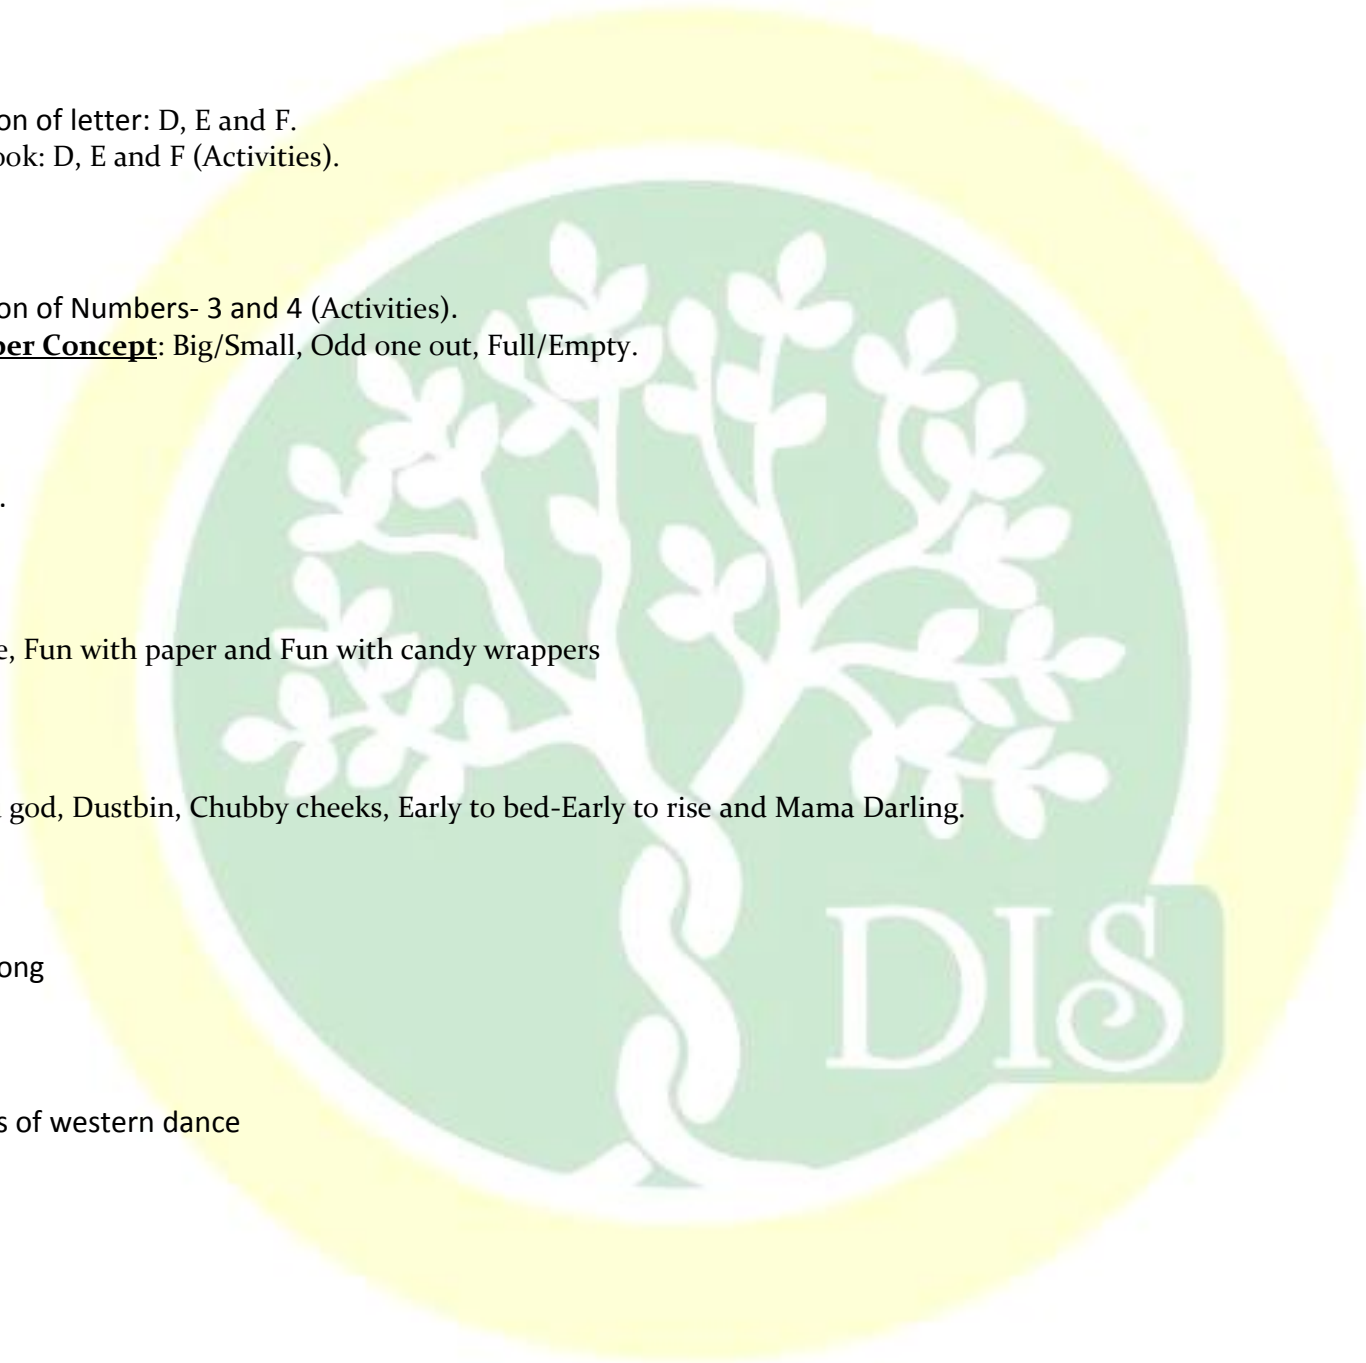 on of letter: D, E and F.
ook: D, E and F (Activities).
on of Numbers- 3 and 4 (Activities).
per Concept: Big/Small, Odd one out, Full/Empty.
.
e, Fun with paper and Fun with candy wrappers
god, Dustbin, Chubby cheeks, Early to bed-Early to rise and Mama Darling.
ong
s of western dance
DIS